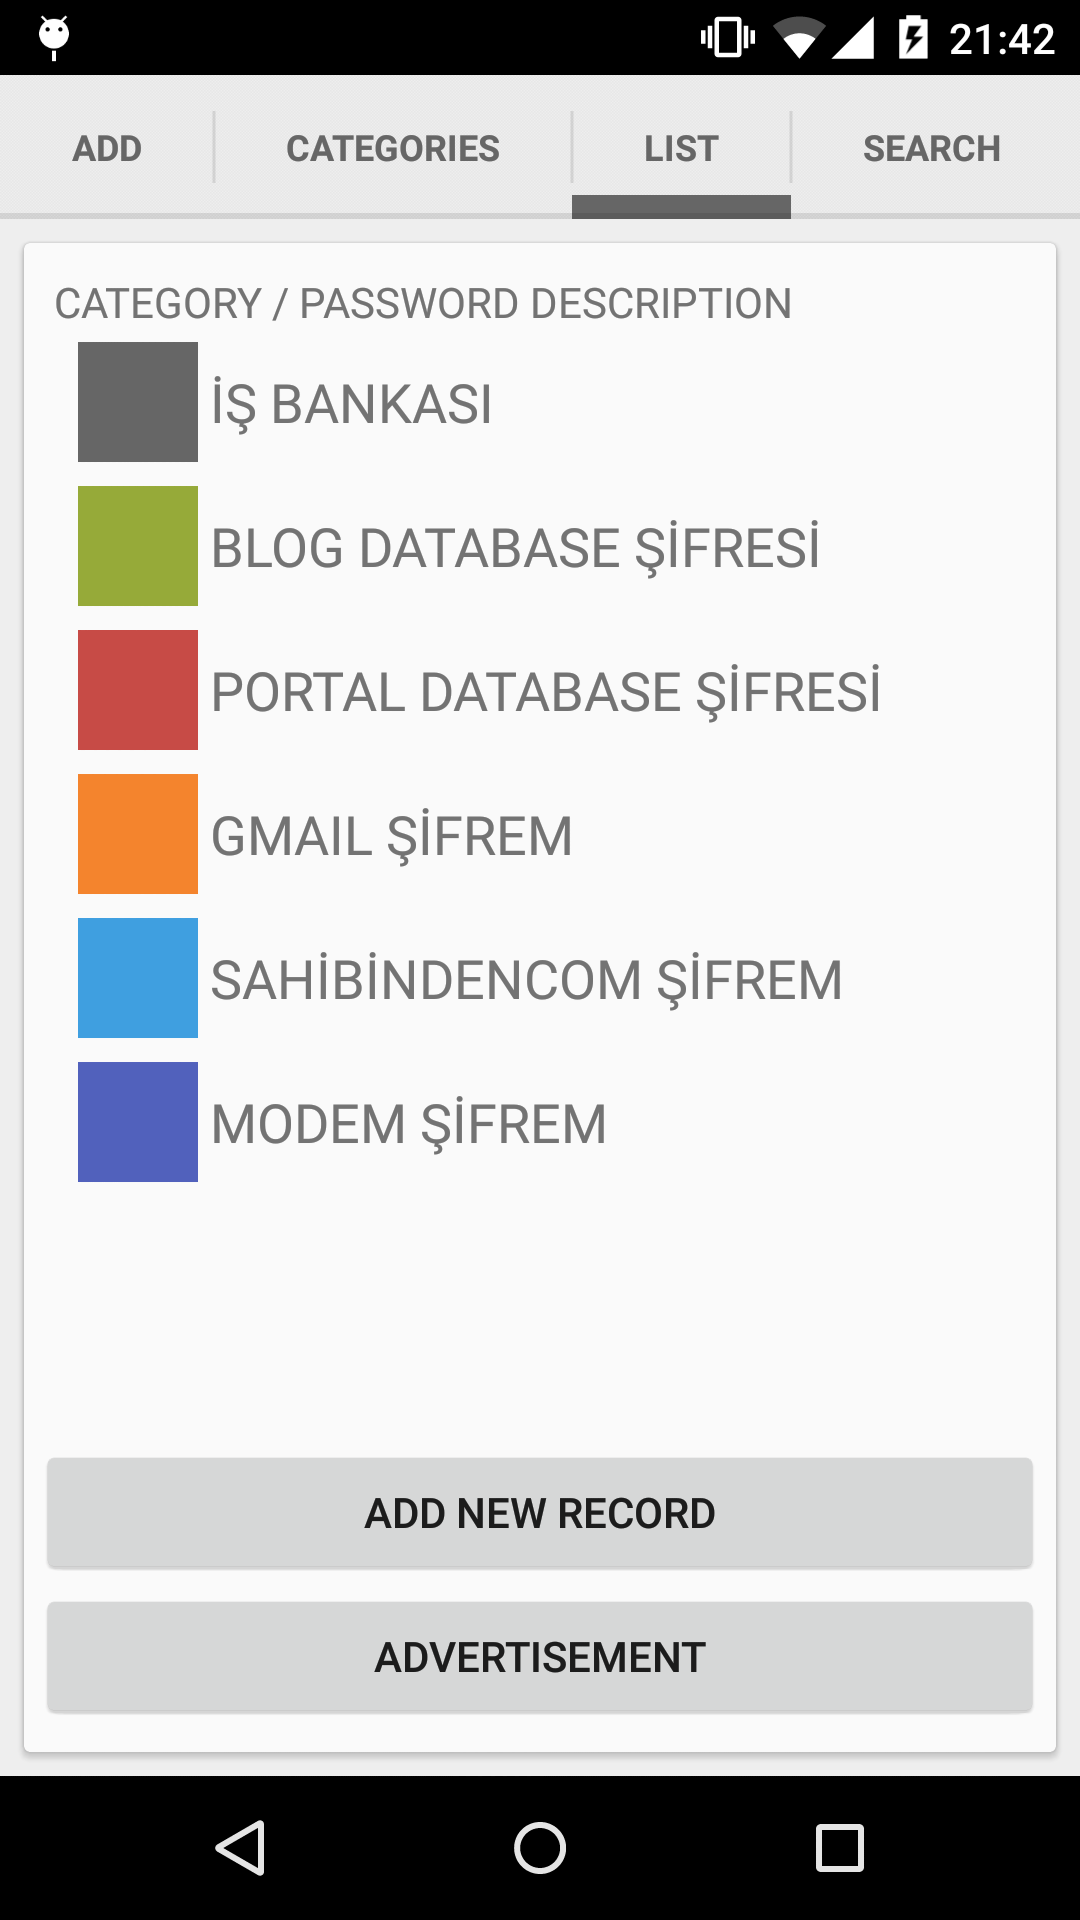 21:42
ADD CATEGORIES LIST SEARCH
CATEGORY / PASSWORD DESCRIPTION
İŞ BANKASI
BLOG DATABASE ŞİFRESİ
PORTAL DATABASE ŞİFRESİ
GMAIL ŞİFREM
SAHİBİNDENCOM ŞİFREM
MODEM ŞİFREM
ADD NEW RECORD
ADVERTISEMENT